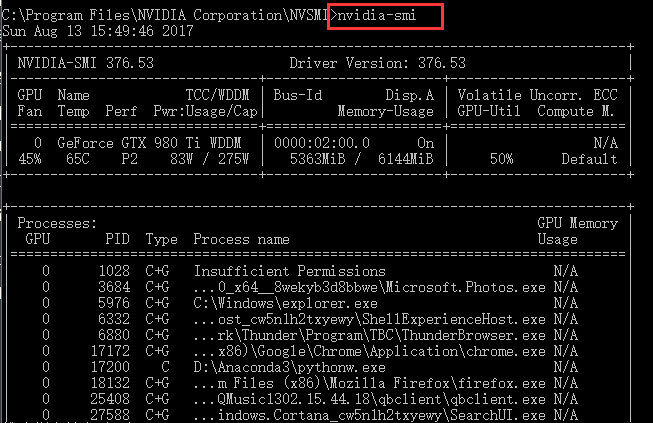 C:\Program Files\NVIDIA Corporation\NVSMI>nvidia-smi
Sun Aug 13 15:49:46 2017
NVIDIA-SMI 376.53 Driver Version: 376.53
GPU Name TCC/WDDM | Bus-Id Disp.A | Volatile Uncorr. ECC
Fan Temp Perf Pwr:Usage/Cap| Memory-Usage | GPU-Util Compute M.
0 GeForce GTX 980 Ti WDDM | 0000:02:00.0 On | N/A
45% 65C P2 83W / 275W | 5363MiB / 6144MiB | 50% Default
Processes: GPU Memory
GPU PID Type Process name Usage
0 1028 C+G Insufficient Permissions N/A
0 3684 C+G ...0_x64__8wekyb3d8bbwe\Microsoft.Photos.exe N/A
0 5976 C+G C:\Windows\explorer.exe N/A
0 6332 C+G ...ost_cw5n1h2txyewy\ShellExperienceHost.exe N/A
0 6880 C+G ...rk\Thunder\Program\TBC\ThunderBrowser.exe N/A
0 17172 C+G ...x86)\Google\Chrome\Application\chrome.exe N/A
0 17200 C D:\Anaconda3\pythonw.exe N/A
0 18132 C+G ...m Files (x86)\Mozilla Firefox\firefox.exe N/A
0 25408 C+G ...QMusic1302.15.44.18\qbclient\qbclient.exe N/A
0 27588 C+G ...indows.Cortana_cw5n1h2txyewy\SearchUI.exe N/A